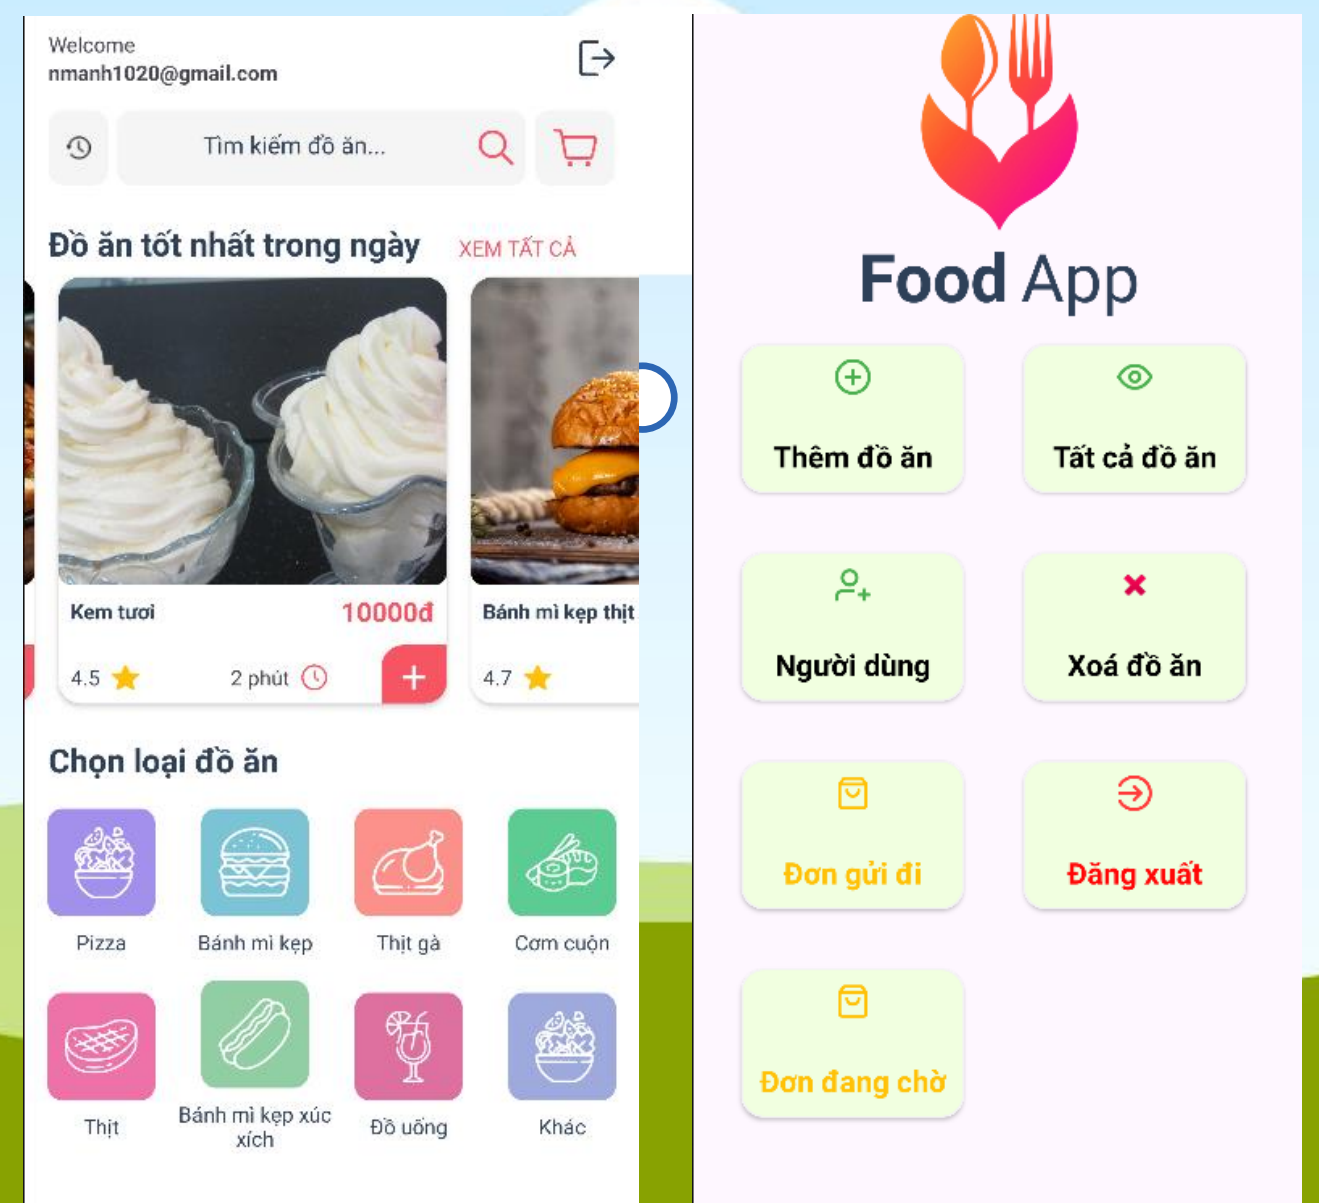 Welcome
nmanh1020@gmail.com
Tìm kiếm đồ ăn...
Đồ ăn tốt nhất trong ngày
XEM TẤT CẢ
Kem tươi
10000đ
4.5
2 phút
Bánh mì kẹp thịt
4.7
Chọn loại đồ ăn
Pizza
Bánh mì kẹp
Thịt gà
Cơm cuộn
Thịt
Bánh mì kẹp xúc
xích
Đồ uống
Khác
Food App
Thêm đồ ăn
Tất cả đồ ăn
Người dùng
Xoá đồ ăn
Đơn gửi đi
Đăng xuất
Đơn đang chờ